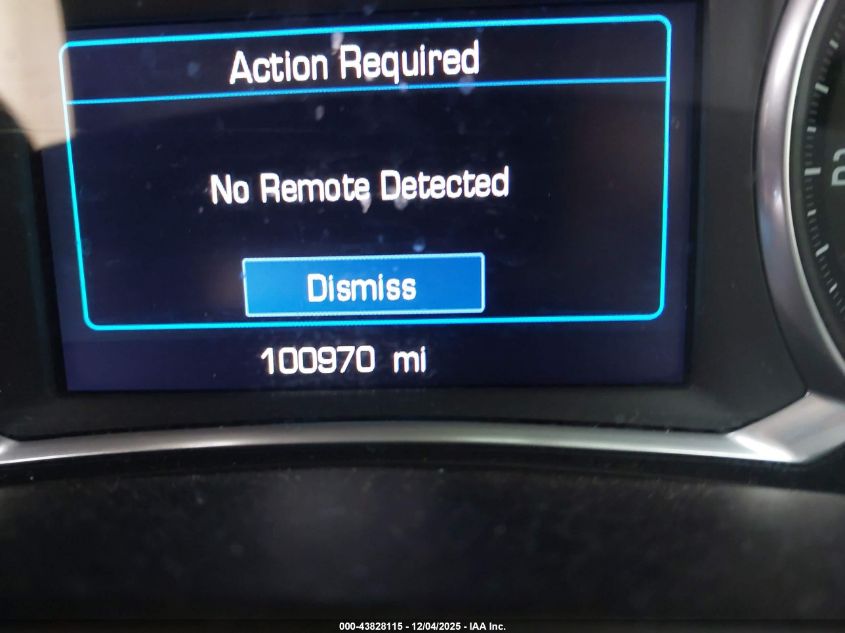 Action Required
No Remote Detected
Dismiss
100970 mi
000-43828115 - 12/04/2025 - IAA Inc.